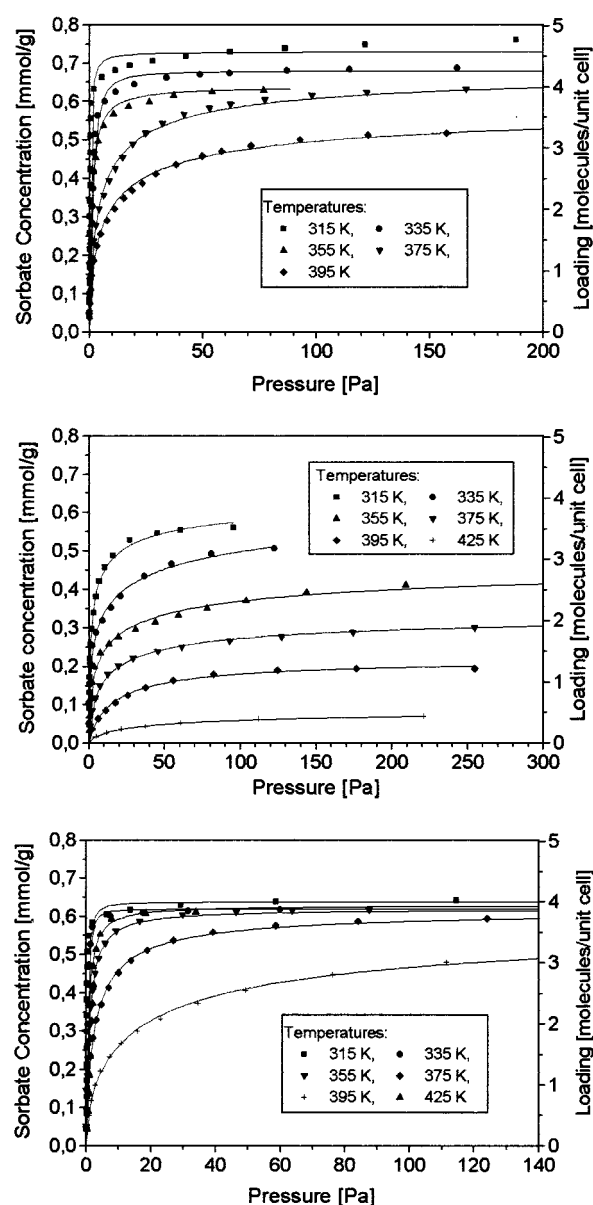 0,8
0,7
0,6
0,5
0,4
0,3
0,2
0,1
0,0
Sorbate Concentration [mmol/g]
5
4
3
2
1
0
Loading [molecules/unit cell]
Temperatures:
315 K, 335 K,
355 K, 375 K,
395 K
0 50 100 150 200
Pressure [Pa]
0,8
0,7
0,6
0,5
0,4
0,3
0,2
0,1
0,0
Sorbate concentration [mmol/g]
5
4
3
2
1
0
Loading [molecules/unit cell]
Temperatures:
315 K, 335 K,
355 K, 375 K,
395 K, 425 K
0 50 100 150 200 250 300
Pressure [Pa]
0,8
0,7
0,6
0,5
0,4
0,3
0,2
0,1
0,0
Sorbate Concentration [mmol/g]
5
4
3
2
1
0
Loading [molecules/unit cell]
Temperatures:
315 K, 335 K,
355 K, 375 K,
395 K, 425 K
0 20 40 60 80 100 120 140
Pressure [Pa]